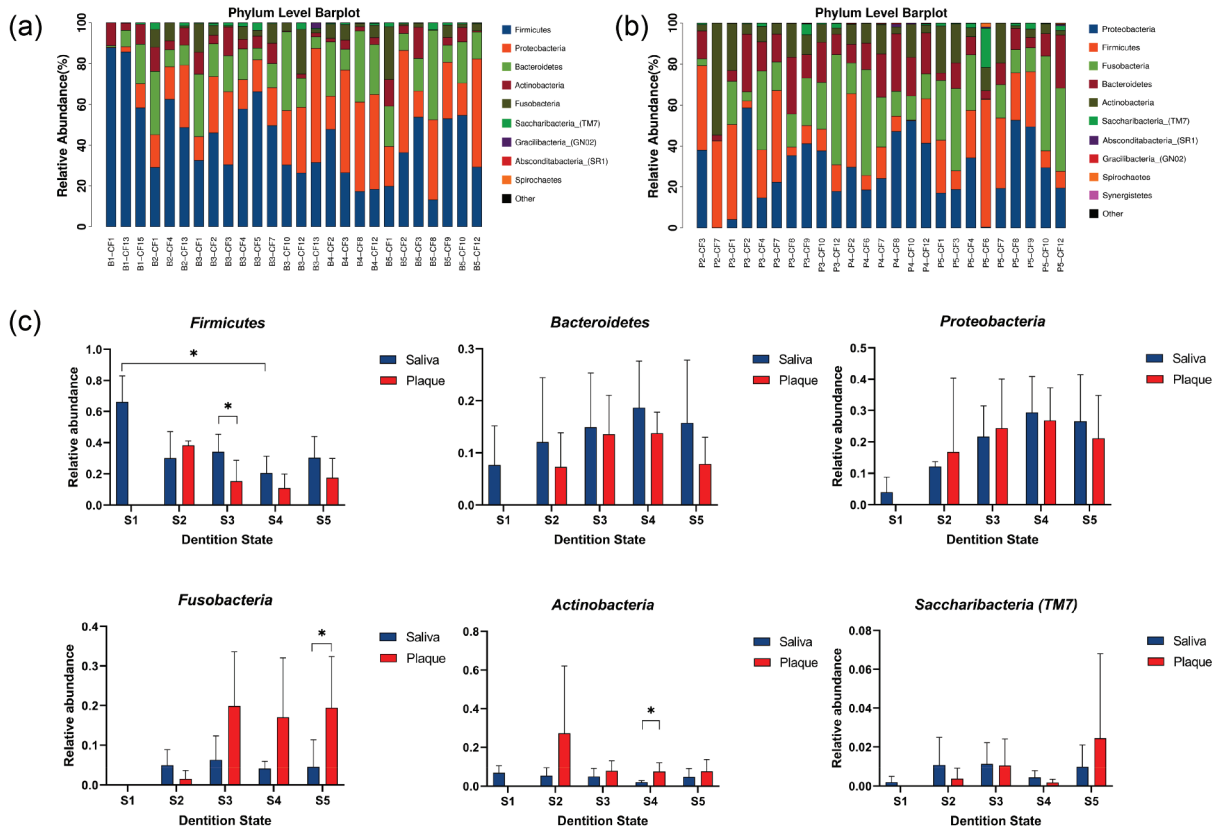 (a)
Phylum Level Barplot
Relative Abundance(%)
100
80
60
40
20
0
B1-CF1
B1-CF13
B1-CF15
B2-CF1
B2-CF4
B2-CF13
B3-CF1
B3-CF2
B3-CF3
B3-CF4
B3-CF5
B3-CF7
B3-CF10
B3-CF12
B3-CF13
B4-CF2
B4-CF3
B4-CF8
B4-CF12
B5-CF1
B5-CF2
B5-CF6
B5-CF8
B5-CF9
B5-CF10
B5-CF12
Firmicutes
Proteobacteria
Bacteroidetes
Actinobacteria
Fusobacteria
Saccharibacteria_(TM7)
Gracilibacteria_(GN02)
Absconditabacteria_(SR1)
Spirochaetes
Other
(b)
Phylum Level Barplot
Relative Abundance(%)
100
80
60
40
20
0
P2-CF3
P2-CF7
P3-CF1
P3-CF2
P3-CF4
P3-CF7
P3-CF8
P3-CF9
P3-CF10
P3-CF12
P4-CF2
P4-CF6
P4-CF7
P4-CF8
P4-CF10
P4-CF12
P5-CF1
P5-CF3
P5-CF4
P5-CF6
P5-CF7
P5-CF8
P5-CF9
P5-CF10
P5-CF12
Proteobacteria
Firmicutes
Fusobacteria
Bacteroidetes
Actinobacteria
Saccharibacteria_(TM7)
Absconditabacteria_(SR1)
Gracilibacteria_(GN02)
Spirochaetes
Synergistetes
Other
(c)
Firmicutes
Relative abundance
1.0
0.8
0.6
0.4
0.2
0.0
*
*
S1 S2 S3 S4 S5
Dentition State
Saliva
Plaque
Bacteroidetes
Relative abundance
0.3
0.2
0.1
0.0
S1 S2 S3 S4 S5
Dentition State
Saliva
Plaque
Proteobacteria
Relative abundance
0.5
0.4
0.3
0.2
0.1
0.0
S1 S2 S3 S4 S5
Dentition State
Saliva
Plaque
Fusobacteria
Relative abundance
0.4
0.3
0.2
0.1
0.0
*
S1 S2 S3 S4 S5
Dentition State
Saliva
Plaque
Actinobacteria
Relative abundance
0.8
0.6
0.4
0.2
0.0
*
S1 S2 S3 S4 S5
Dentition State
Saliva
Plaque
Saccharibacteria (TM7)
Relative abundance
0.08
0.06
0.04
0.02
0.00
S1 S2 S3 S4 S5
Dentition State
Saliva
Plaque